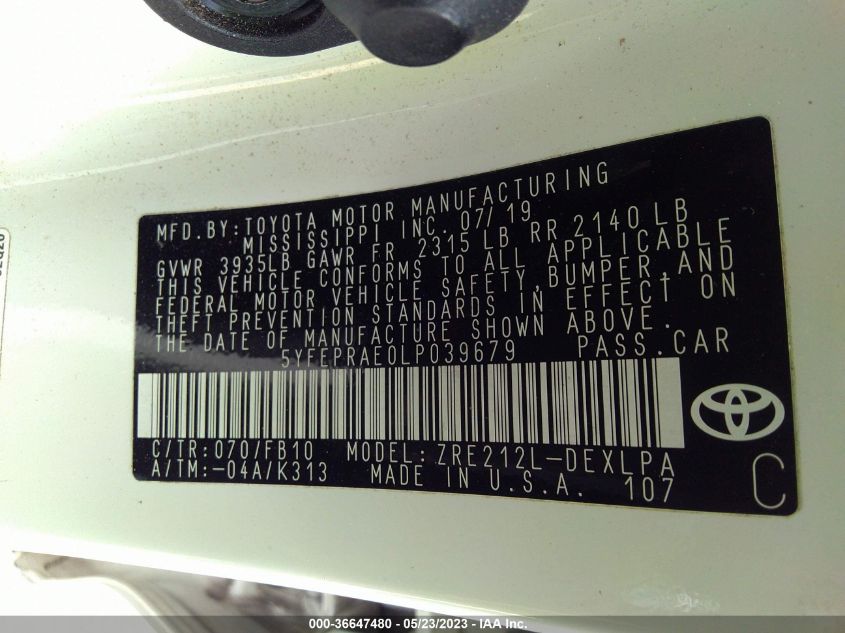 MFD.BY:TOYOTA MOTOR MANUFACTURING
MISSISSIPPI INC. 07/19
GVWR 3935LB GAWR FR 2315 LB RR 2140 LB
THIS VEHICLE CONFORMS TO ALL APPLICABLE
FEDERAL MOTOR VEHICLE SAFETY,BUMPER,AND
THEFT PREVENTION STANDARDS IN EFFECT ON
THE DATE OF MANUFACTURE SHOWN ABOVE.
5YFEPRAE0LP039679 PASS.CAR
C/TR:070/FB10 MODEL:ZRE212L-DEXLPA
A/TM:-04A/K313 MADE IN U.S.A. 107
C
000-36647480 - 05/23/2023 - IAA Inc.